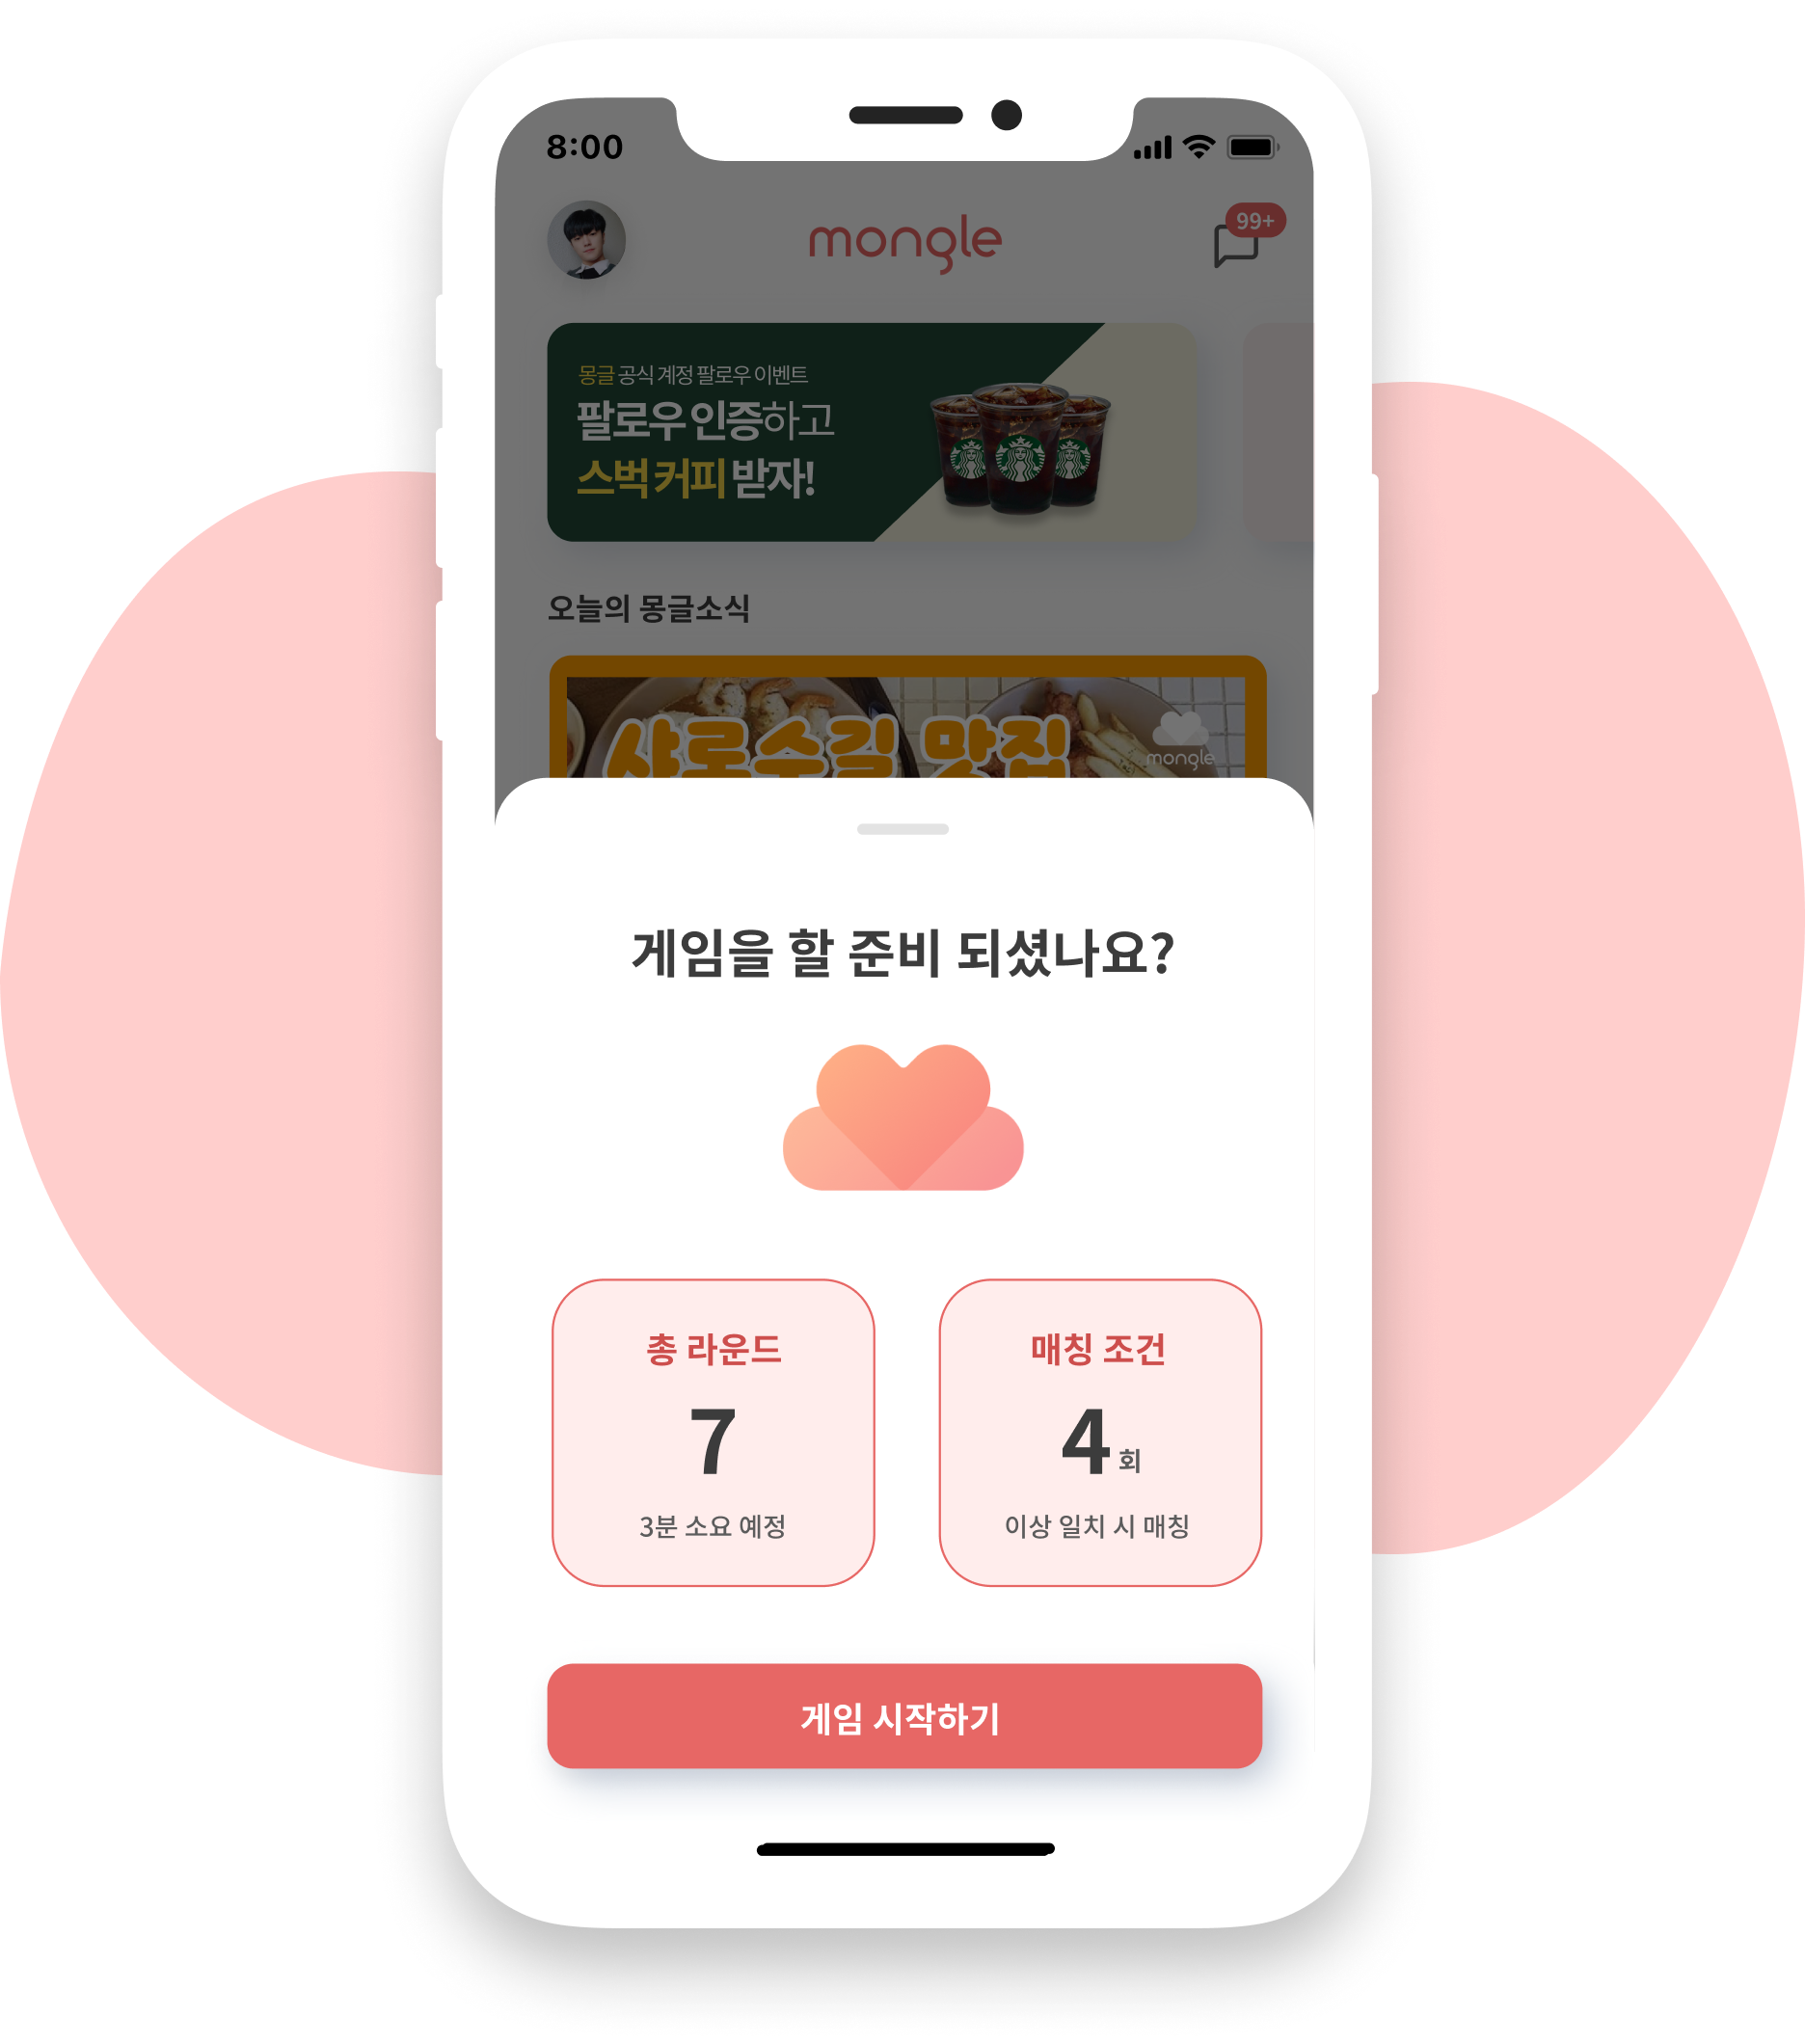 8:00
mongle
99+
몽글 공식 계정 팔로우 이벤트
팔로우 인증하고
스벅 커피 받자!
오늘의 몽글소식
샤로수길 맛집
mongle
게임을 할 준비 되셨나요?
총 라운드
7
3분 소요 예정
매칭 조건
4 회
이상 일치 시 매칭
게임 시작하기